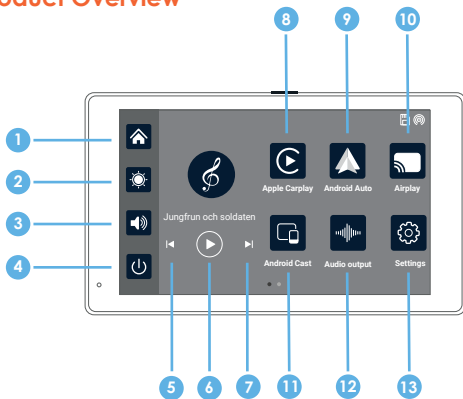 oduct Overview
8 9 10
1
2
3
4
Apple Carplay Android Auto Airplay
Jungfrun och soldaten
Android Cast Audio output Settings
5 6 7 11 12 13